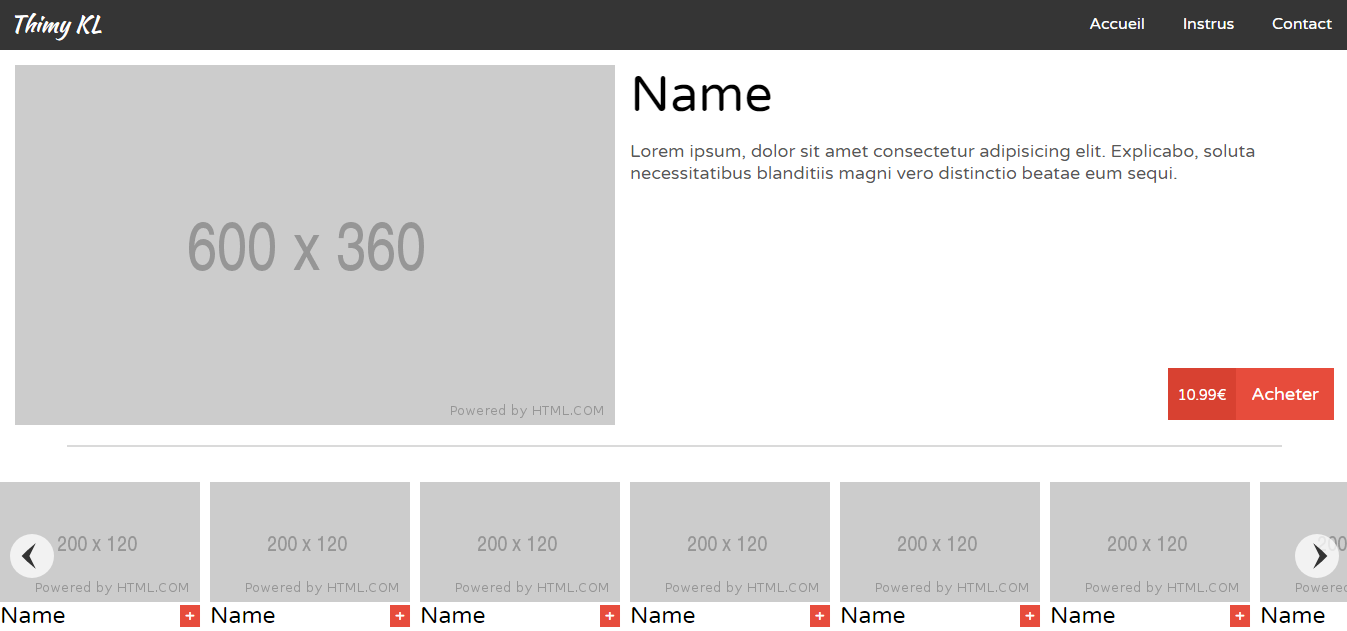 Thimy KL
Accueil Instrus Contact
600 x 360
Powered by HTML.COM
Name
Lorem ipsum, dolor sit amet consectetur adipisicing elit. Explicabo, soluta
necessitatibus blanditiis magni vero distinctio beatae eum sequi.
10.99€ Acheter
200 x 120
Powered by HTML.COM
Name +
200 x 120
Powered by HTML.COM
Name +
200 x 120
Powered by HTML.COM
Name +
200 x 120
Powered by HTML.COM
Name +
200 x 120
Powered by HTML.COM
Name +
200 x 120
Powered by HTML.COM
Name +
200
Powered
Name